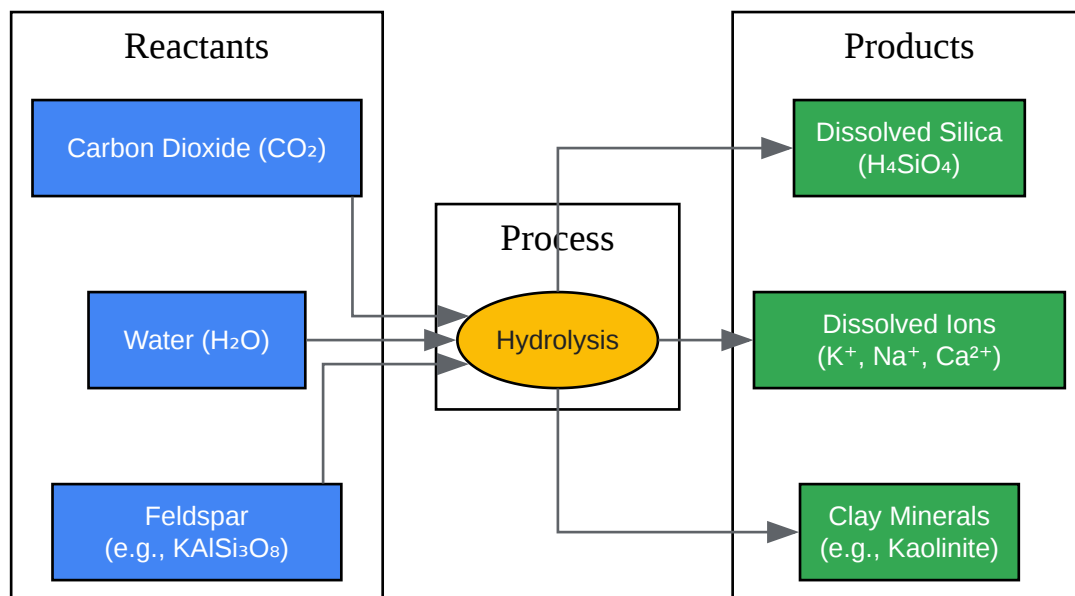 Reactants
Carbon Dioxide (CO₂)
Water (H₂O)
Feldspar
(e.g., KAlSi₃O₈)
Process
Hydrolysis
Products
Dissolved Silica
(H₄SiO₄)
Dissolved Ions
(K⁺, Na⁺, Ca²⁺)
Clay Minerals
(e.g., Kaolinite)